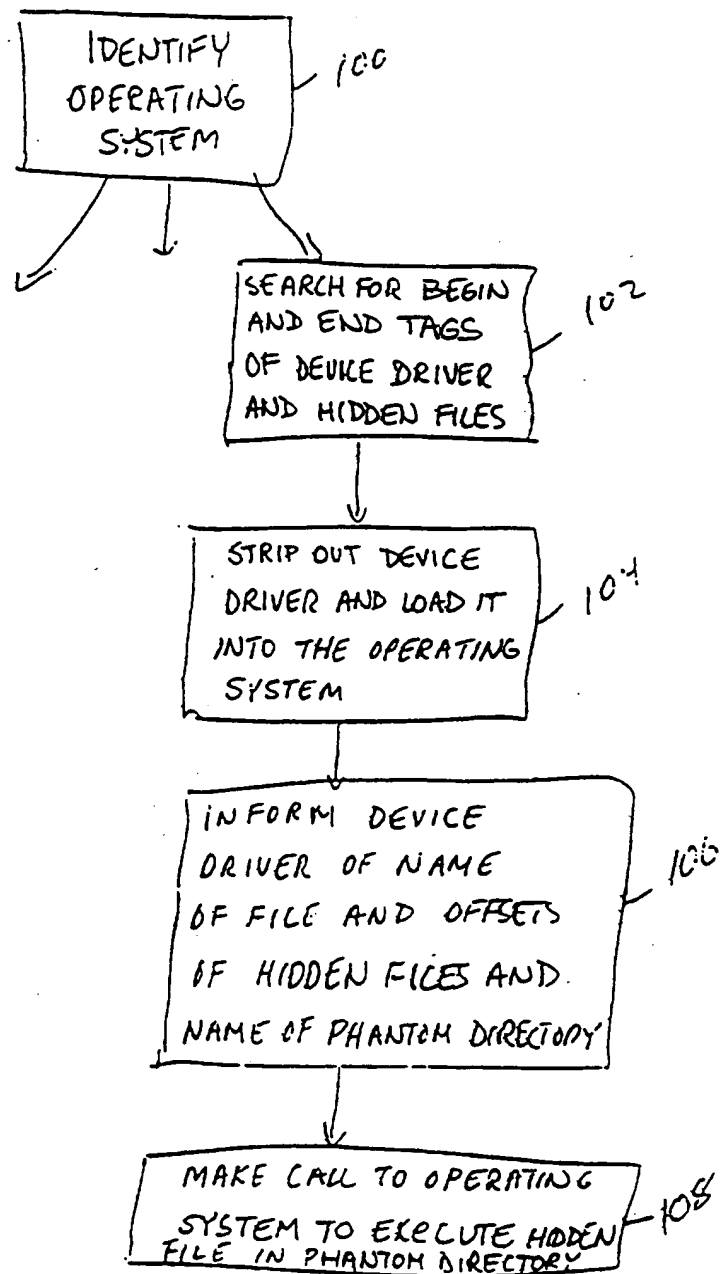 IDENTIFY
OPERATING
SYSTEM
100
SEARCH FOR BEGIN
AND END TAGS
OF DEVICE DRIVER
AND HIDDEN FILES
102
STRIP OUT DEVICE
DRIVER AND LOAD IT
INTO THE OPERATING
SYSTEM
104
INFORM DEVICE
DRIVER OF NAME
OF FILE AND OFFSETS
OF HIDDEN FILES AND
NAME OF PHANTOM DIRECTORY
106
MAKE CALL TO OPERATING
SYSTEM TO EXECUTE HIDDEN
FILE IN PHANTOM DIRECTORY
108